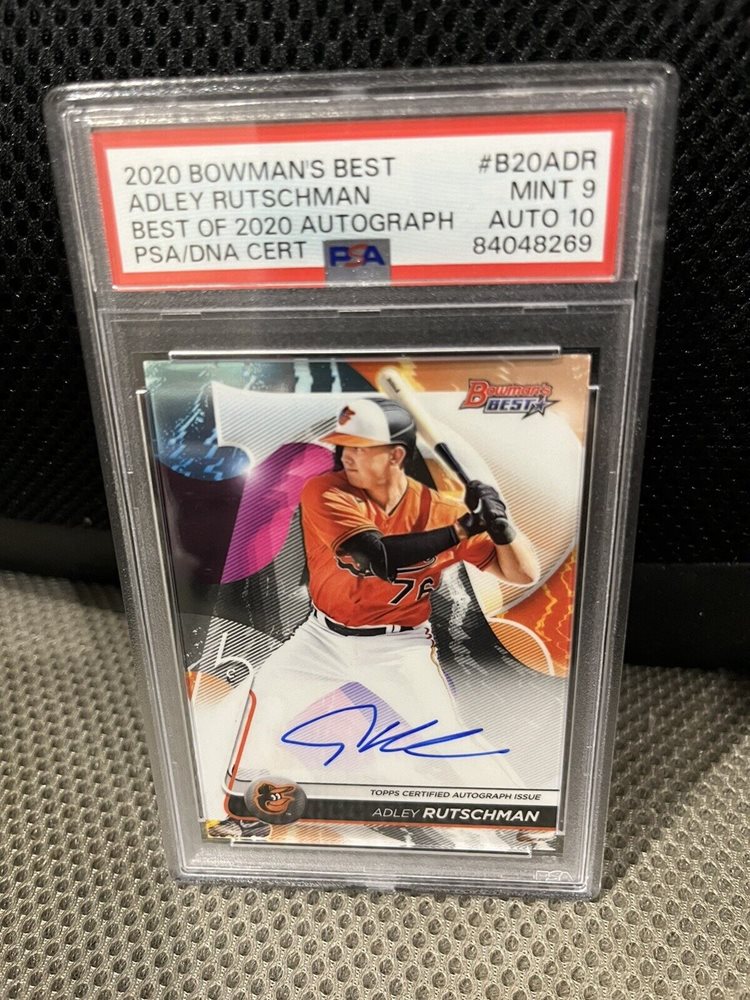 2020 BOWMAN'S BEST #B20ADR
ADLEY RUTSCHMAN MINT 9
BEST OF 2020 AUTOGRAPH AUTO 10
PSA/DNA CERT PSA 84048269
Bowman's
BEST
76
TOPPS CERTIFIED AUTOGRAPH ISSUE
ADLEY RUTSCHMAN
PSA